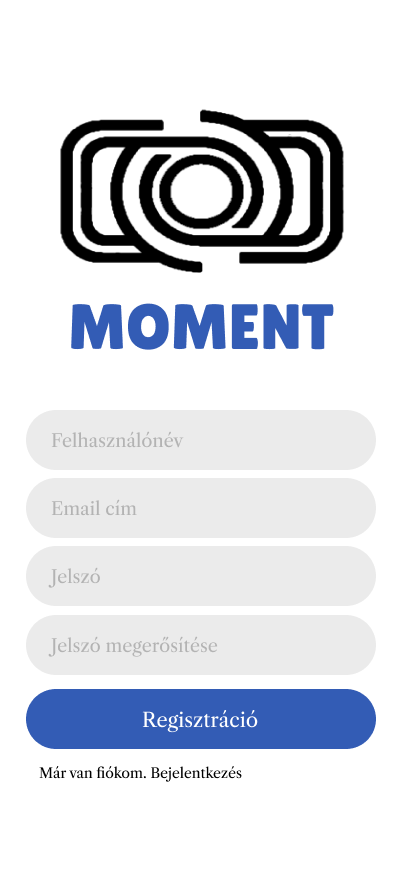 MOMENT
Felhasználónév
Email cím
Jelszó
Jelszó megerősítése
Regisztráció
Már van fiókom. Bejelentkezés